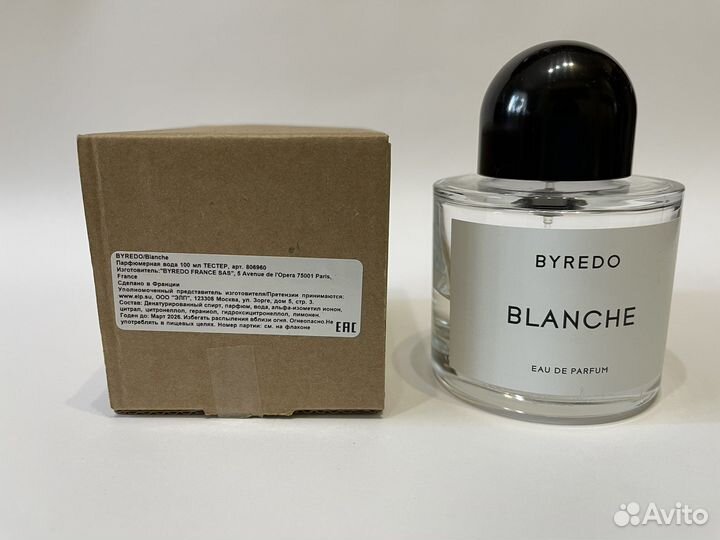 BYREDO/Blanche
Парфюмерная вода 100 мл ТЕСТЕР, арт. 806960
Изготовитель:"BYREDO FRANCE SAS", 5 Avenue de l'Opera 75001 Paris,
France
Сделано в Франции
Уполномоченный представитель изготовителя/Претензии принимаются:
www.elp.su, ООО "ЭЛП", 123308 Москва, ул. Зорге, дом 5, стр. 3.
Состав: Денатурированный спирт, парфюм, вода, альфа-изометил ионон,
цитрал, цитронеллол, гераниол, гидроксицитронеллол, лимонен.
Годен до: Март 2026. Избегать распыления вблизи огня. Огнеопасно.Не
употреблять в пищевых целях. Номер партии: см. на флаконе
EAC
BYREDO
BLANCHE
EAU DE PARFUM
Avito